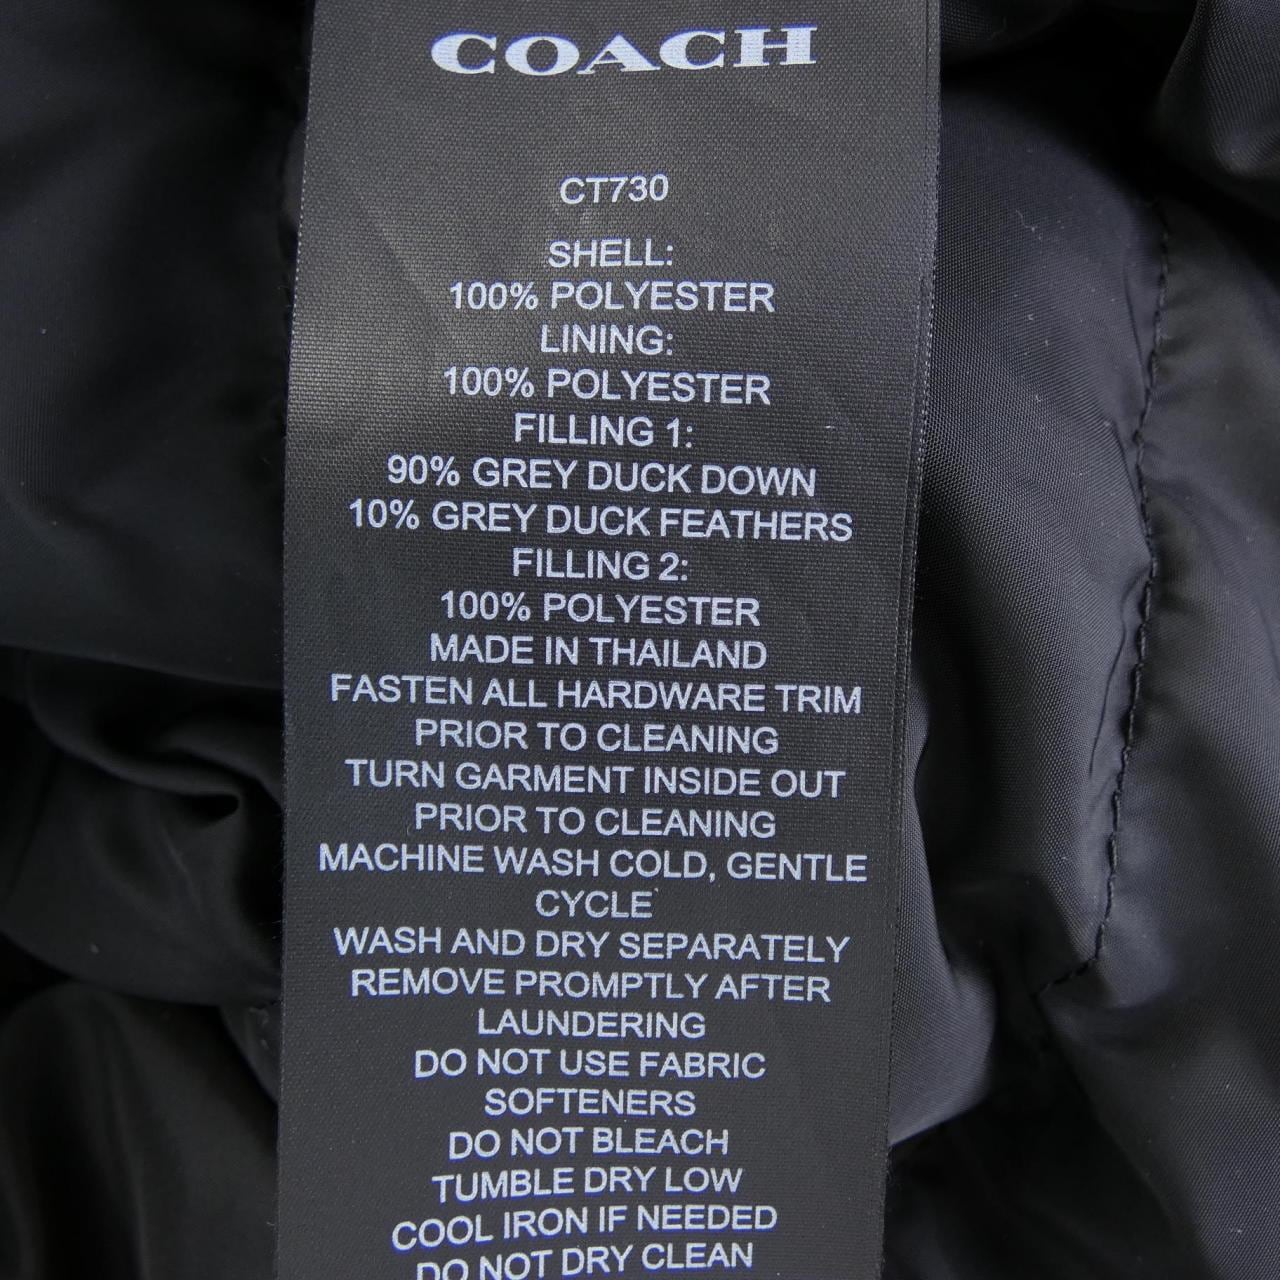 COACH
CT730
SHELL:
100% POLYESTER
LINING:
100% POLYESTER
FILLING 1:
90% GREY DUCK DOWN
10% GREY DUCK FEATHERS
FILLING 2:
100% POLYESTER
MADE IN THAILAND
FASTEN ALL HARDWARE TRIM
PRIOR TO CLEANING
TURN GARMENT INSIDE OUT
PRIOR TO CLEANING
MACHINE WASH COLD, GENTLE
CYCLE
WASH AND DRY SEPARATELY
REMOVE PROMPTLY AFTER
LAUNDERING
DO NOT USE FABRIC
SOFTENERS
DO NOT BLEACH
TUMBLE DRY LOW
COOL IRON IF NEEDED
DO NOT DRY CLEAN